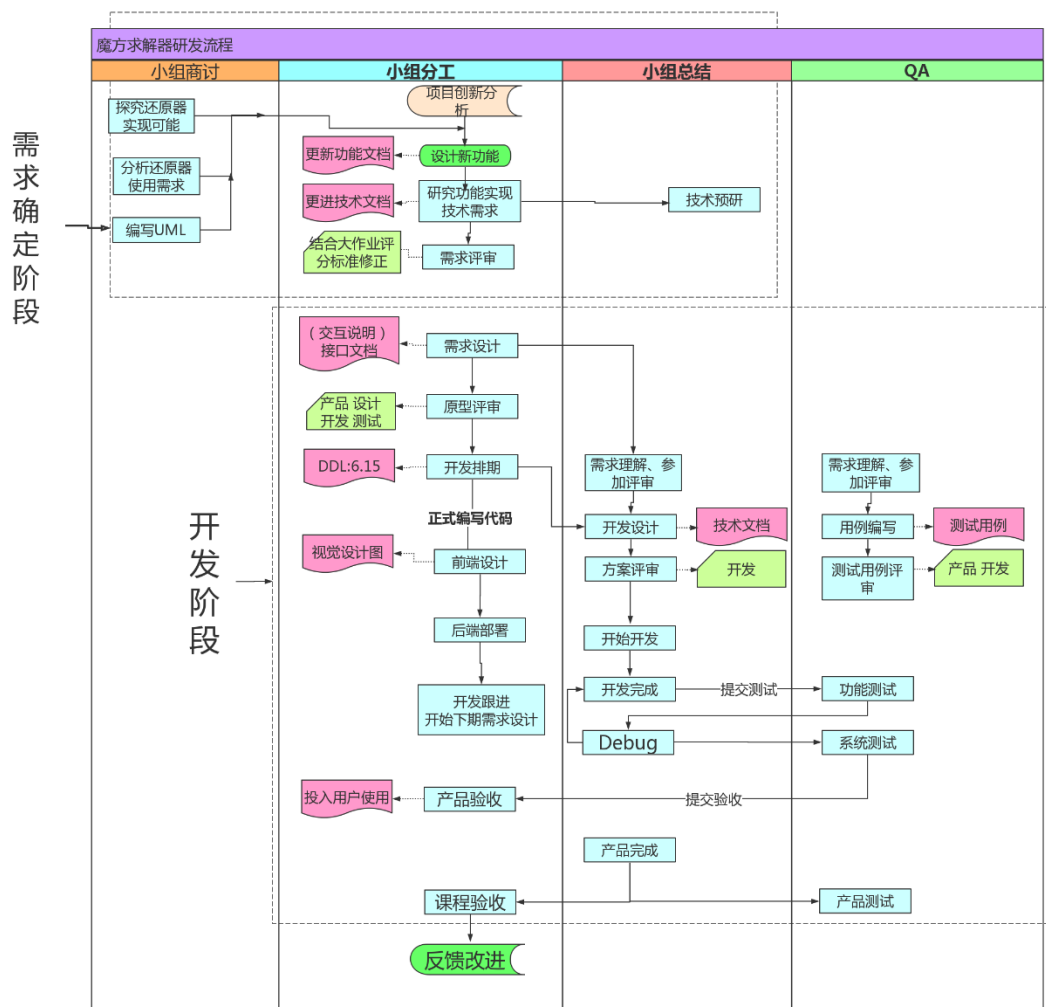 魔方求解器研发流程
小组商讨
小组分工
小组总结
QA
需求确定阶段
探究还原器
实现可能
项目创新分
析
更新功能文档
设计新功能
分析还原器
使用需求
更进技术文档
研究功能实现
技术需求
技术预研
编写UML
结合大作业评
分标准修正
需求评审
开发阶段
(交互说明)
接口文档
需求设计
产品 设计
开发 测试
原型评审
DDL:6.15
开发排期
需求理解、参
加评审
需求理解、参
加评审
正式编写代码
开发设计
技术文档
用例编写
测试用例
视觉设计图
前端设计
方案评审
开发
测试用例评
审
产品 开发
后端部署
开始开发
开发跟进
开始下期需求设计
开发完成
提交测试
功能测试
Debug
系统测试
投入用户使用
产品验收
提交验收
产品完成
课程验收
产品测试
反馈改进